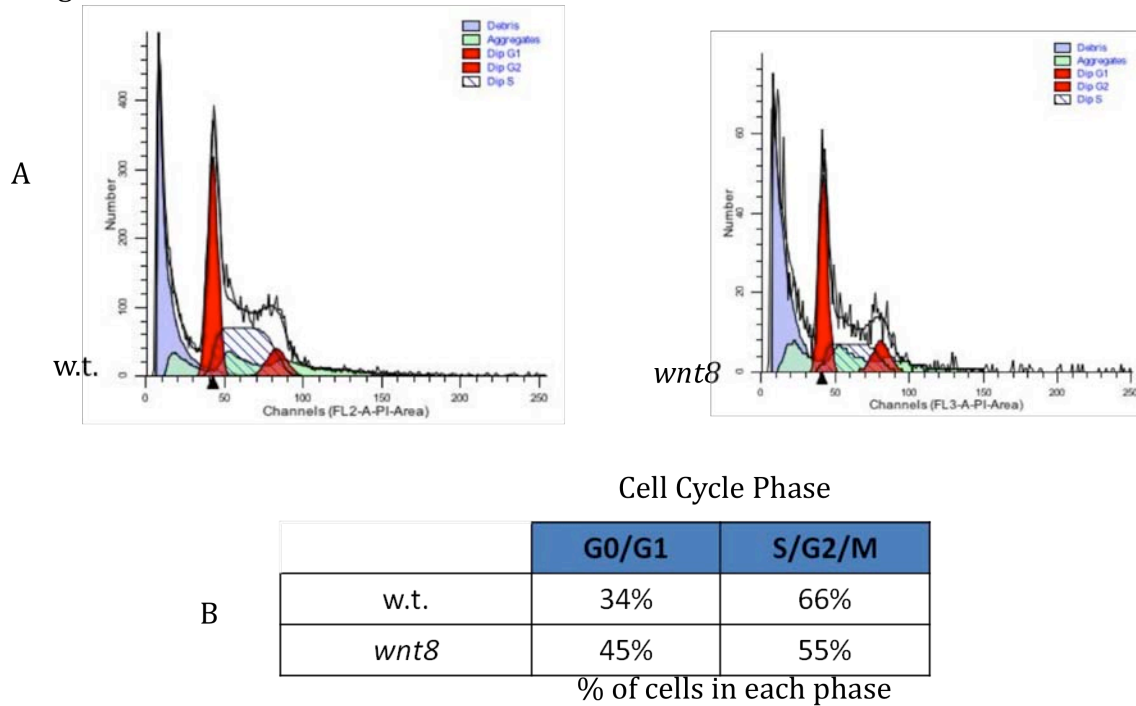 Debris
Aggregates
Dip G1
Dip G2
Dip S
Number
0
100
200
300
400
0
50
100
150
200
250
Channels (FL2-A-PI-Area)
A
w.t.
Debris
Aggregates
Dip G1
Dip G2
Dip S
Number
0
20
40
60
0
50
100
150
200
Channels (FL3-A-PI-Area)
wnt8
Cell Cycle Phase
G0/G1 S/G2/M
B
w.t. 34% 66%
wnt8 45% 55%
% of cells in each phase